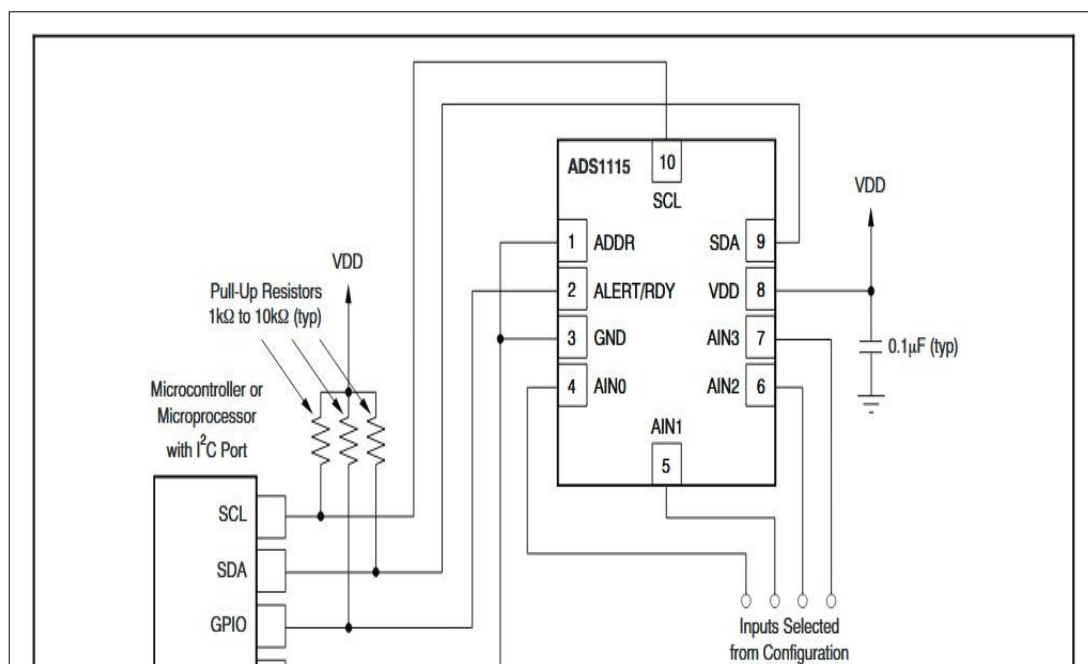 ADS1115
10
SCL
VDD
1 ADDR
SDA 9
VDD
2 ALERT/RDY
VDD 8
Pull-Up Resistors
1kΩ to 10kΩ (typ)
3 GND
AIN3 7
0.1µF (typ)
4 AIN0
AIN2 6
Microcontroller or
Microprocessor
with I²C Port
AIN1
5
SCL
SDA
GPIO
Inputs Selected
from Configuration